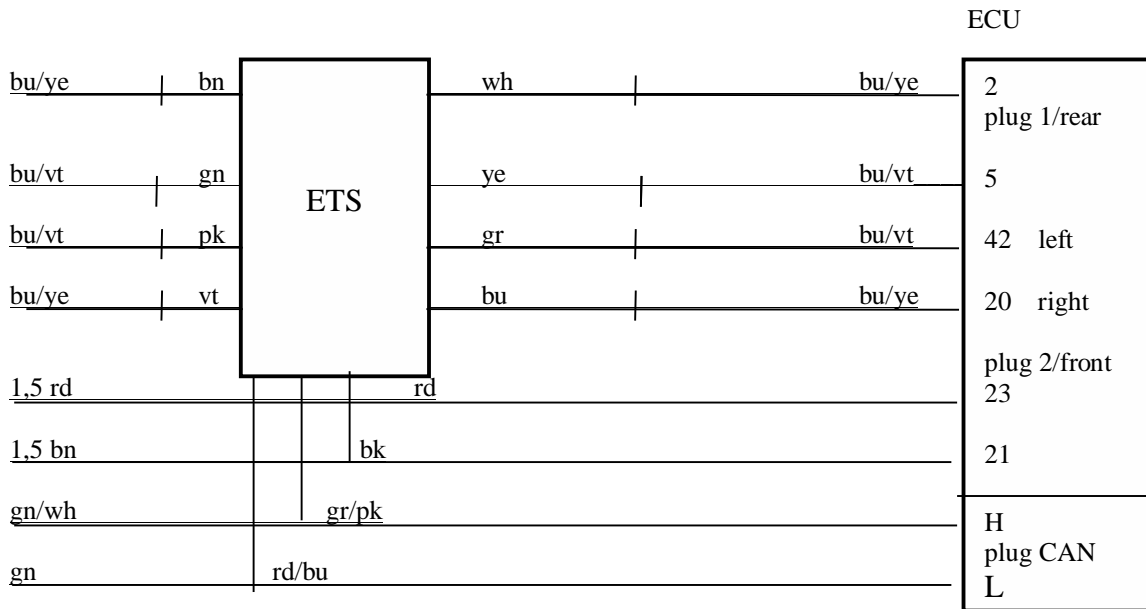 ECU
bu/ye bn wh bu/ye 2
plug 1/rear
bu/vt gn ye bu/vt 5
ETS
bu/vt pk gr bu/vt 42 left
bu/ye vt bu bu/ye 20 right
plug 2/front
1,5 rd rd 23
1,5 bn bk 21
gn/wh gr/pk H
plug CAN
gn rd/bu L